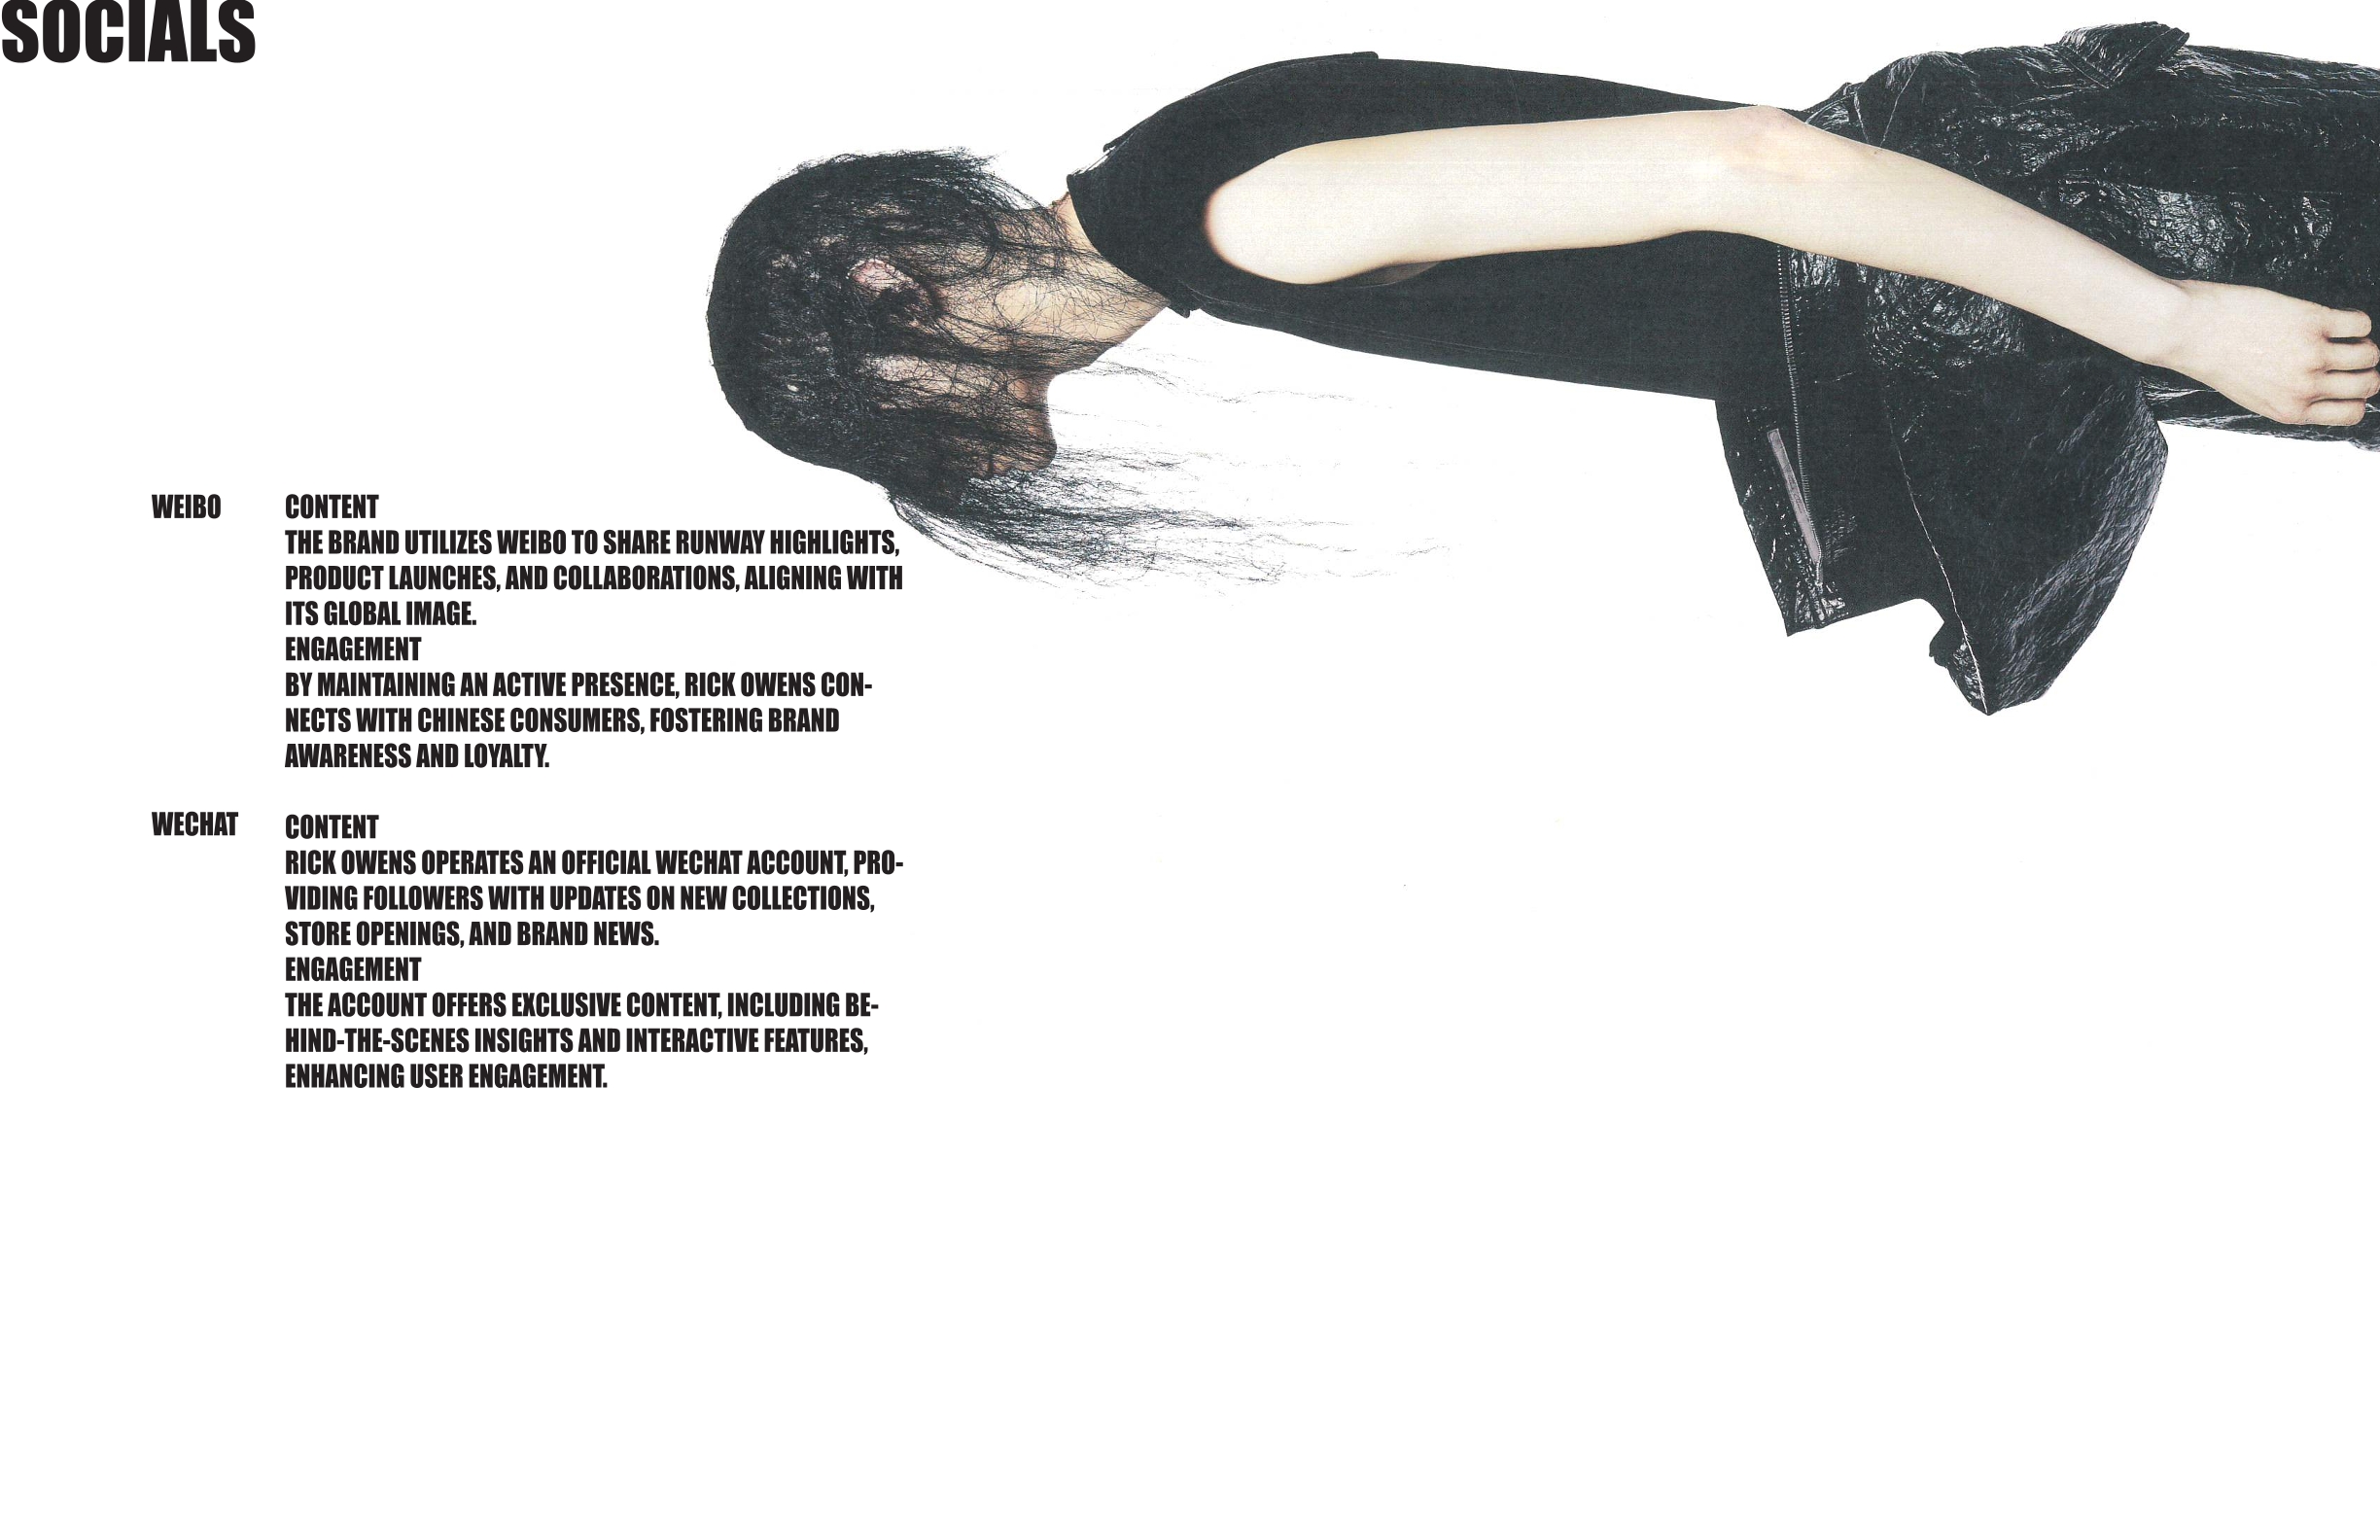 SOCIALS
WEIBO
CONTENT
THE BRAND UTILIZES WEIBO TO SHARE RUNWAY HIGHLIGHTS,
PRODUCT LAUNCHES, AND COLLABORATIONS, ALIGNING WITH
ITS GLOBAL IMAGE.
ENGAGEMENT
BY MAINTAINING AN ACTIVE PRESENCE, RICK OWENS CON-
NECTS WITH CHINESE CONSUMERS, FOSTERING BRAND
AWARENESS AND LOYALTY.
WECHAT
CONTENT
RICK OWENS OPERATES AN OFFICIAL WECHAT ACCOUNT, PRO-
VIDING FOLLOWERS WITH UPDATES ON NEW COLLECTIONS,
STORE OPENINGS, AND BRAND NEWS.
ENGAGEMENT
THE ACCOUNT OFFERS EXCLUSIVE CONTENT, INCLUDING BE-
HIND-THE-SCENES INSIGHTS AND INTERACTIVE FEATURES,
ENHANCING USER ENGAGEMENT.